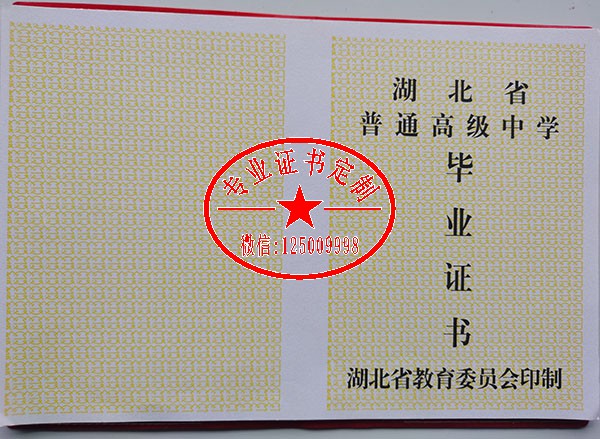 湖北省
普通高级中学
毕业证书
湖北省教育委员会印制
专业证书定制
微信:125009998